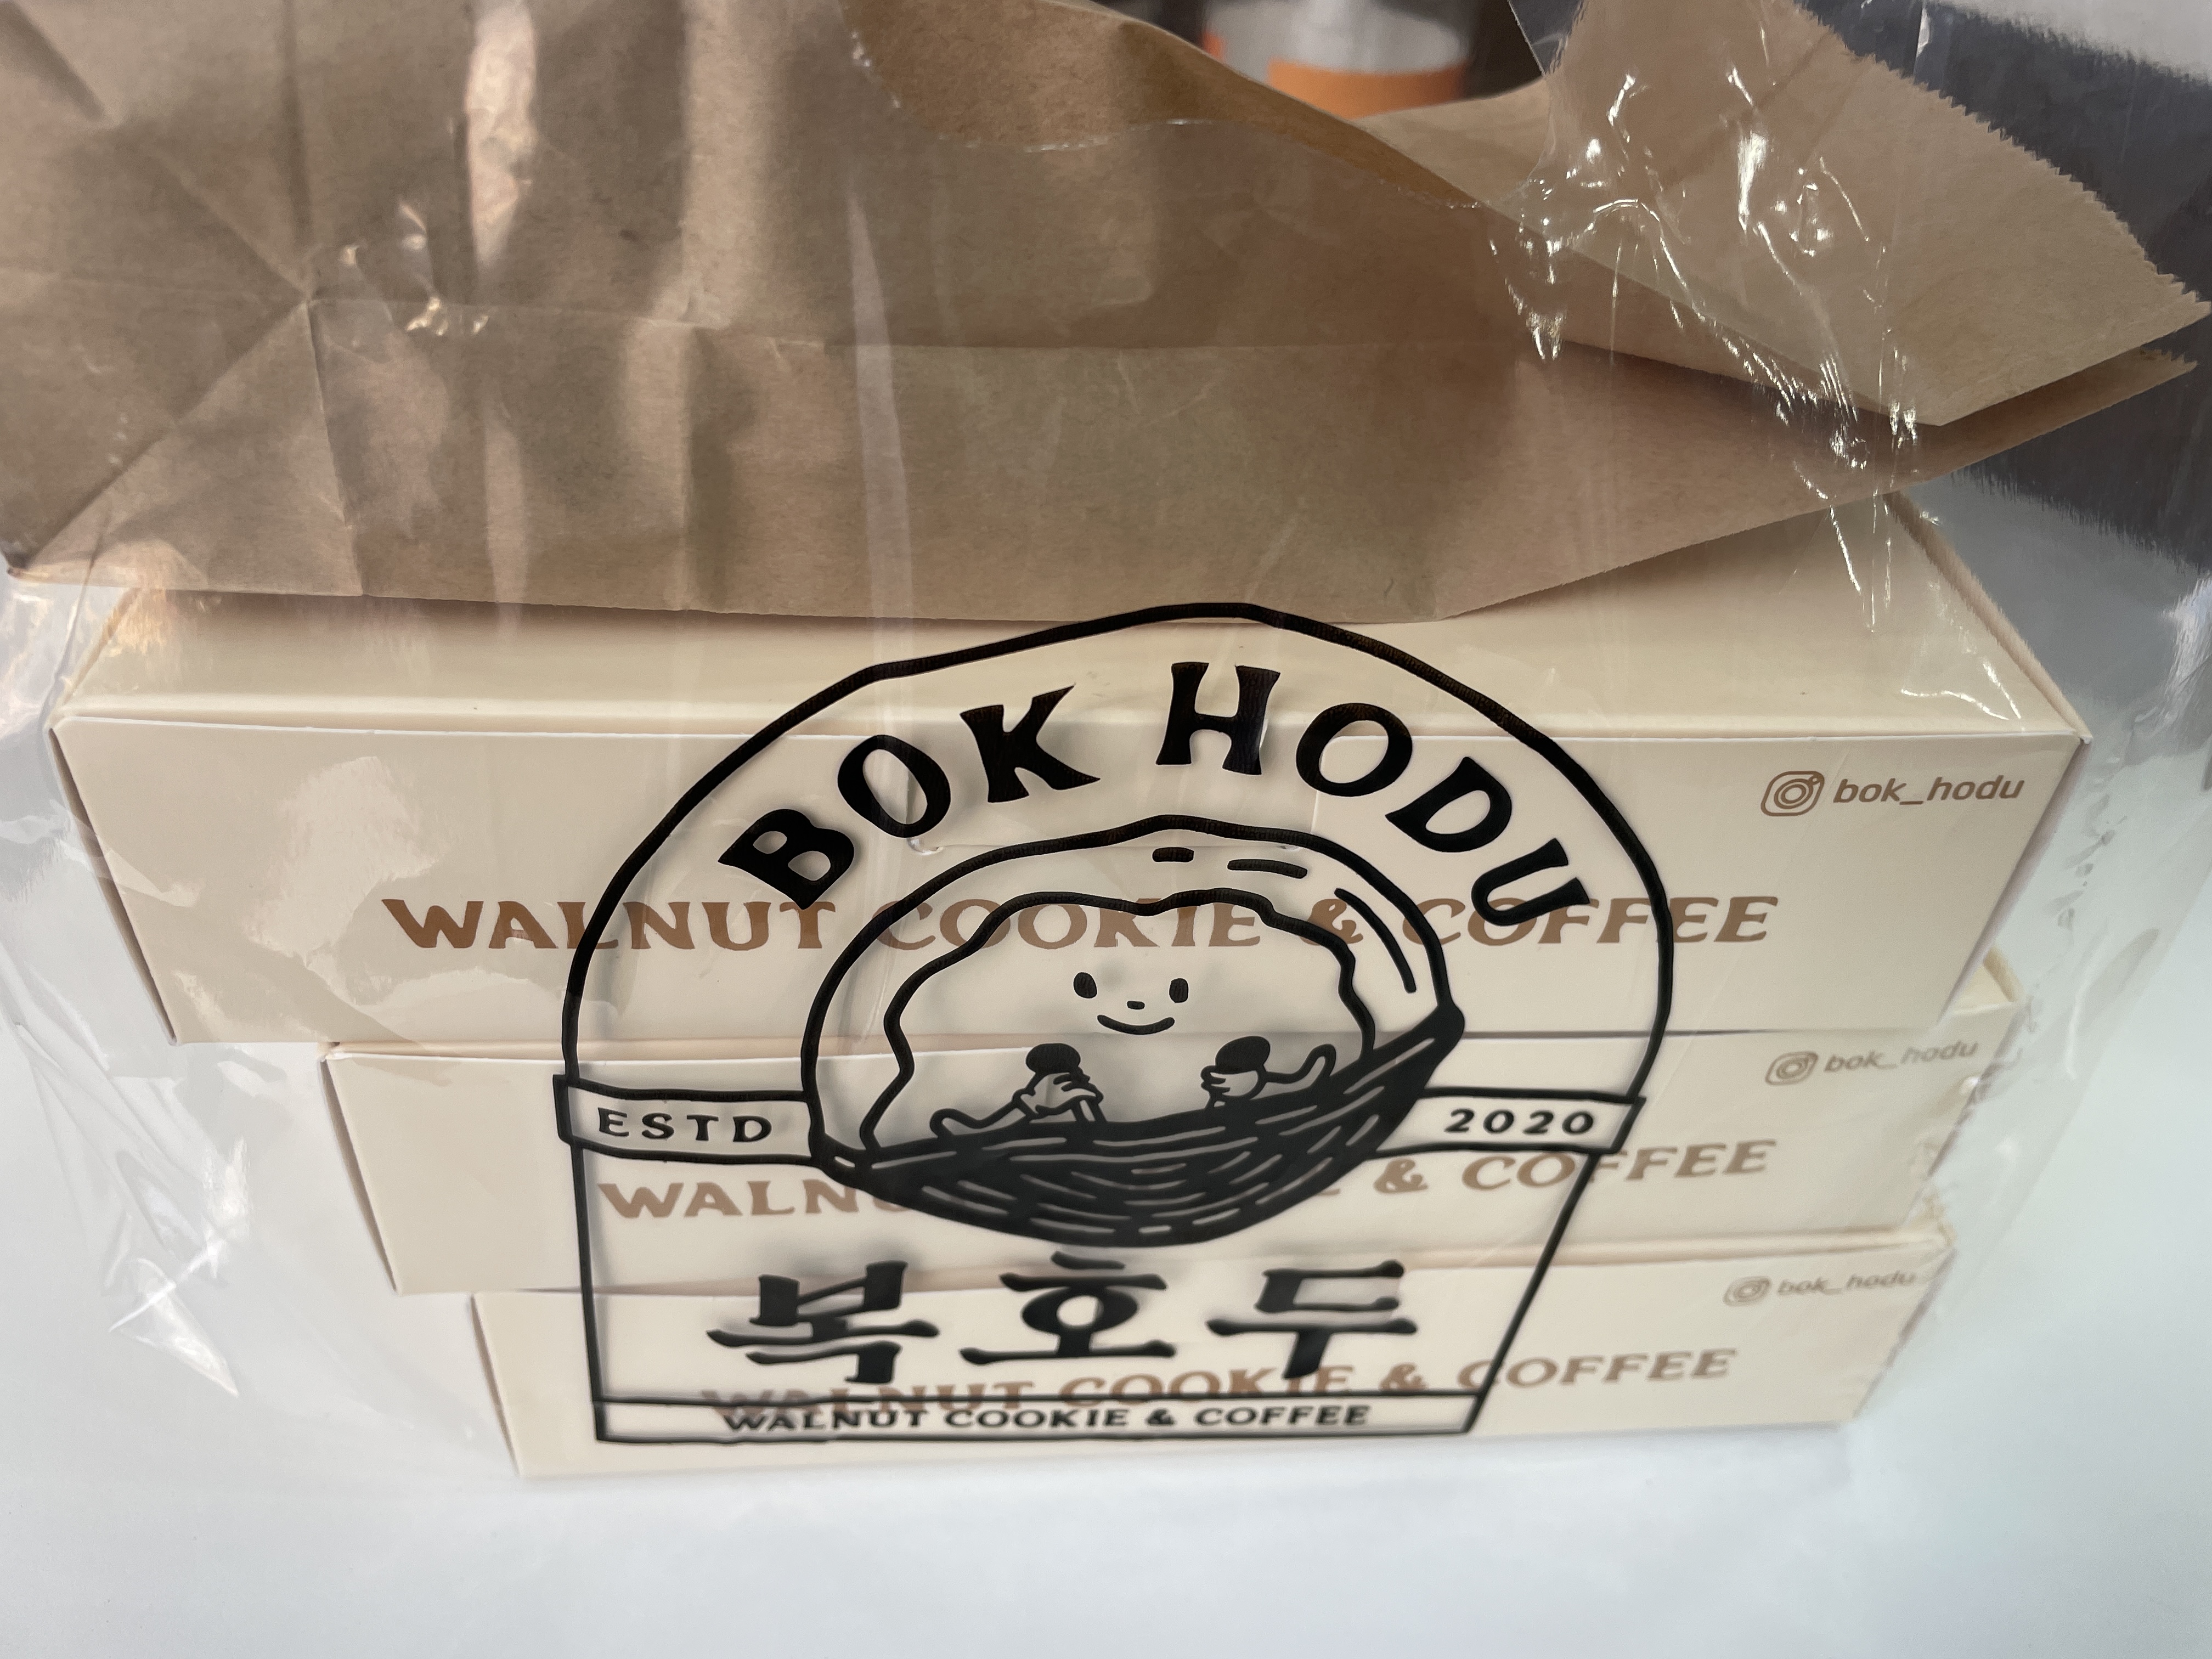 BOK HODU
bok_hodu
WALNUT COOKIE & COFFEE
bok_hodu
ESTD 2020
& COFFEE
복호두
bok_hodu
WALNUT COOKIE & COFFEE
WALNUT COOKIE & COFFEE